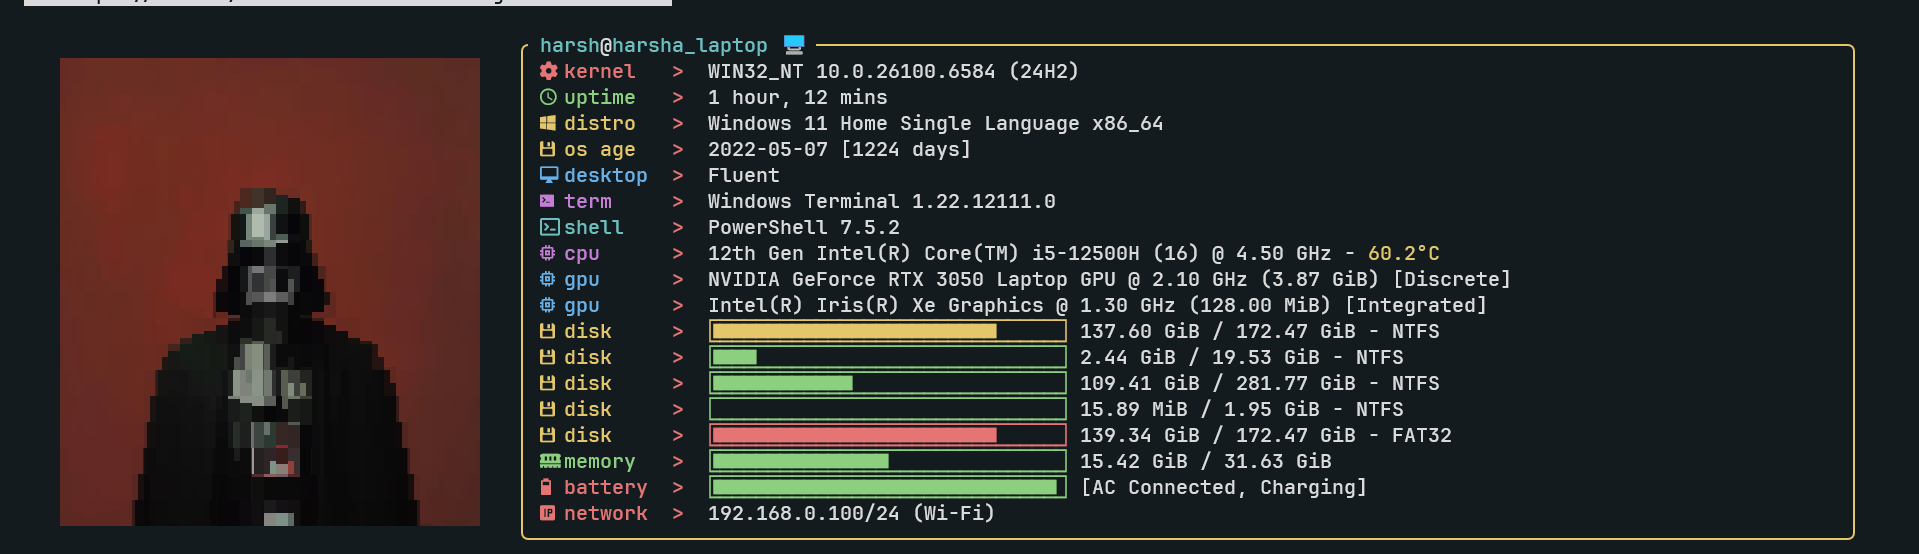 harsh@harsha_laptop
kernel > WIN32_NT 10.0.26100.6584 (24H2)
uptime > 1 hour, 12 mins
distro > Windows 11 Home Single Language x86_64
os age > 2022-05-07 [1224 days]
desktop > Fluent
term > Windows Terminal 1.22.12111.0
shell > PowerShell 7.5.2
cpu > 12th Gen Intel(R) Core(TM) i5-12500H (16) @ 4.50 GHz - 60.2°C
gpu > NVIDIA GeForce RTX 3050 Laptop GPU @ 2.10 GHz (3.87 GiB) [Discrete]
gpu > Intel(R) Iris(R) Xe Graphics @ 1.30 GHz (128.00 MiB) [Integrated]
disk > 137.60 GiB / 172.47 GiB - NTFS
disk > 2.44 GiB / 19.53 GiB - NTFS
disk > 109.41 GiB / 281.77 GiB - NTFS
disk > 15.89 MiB / 1.95 GiB - NTFS
disk > 139.34 GiB / 172.47 GiB - FAT32
memory > 15.42 GiB / 31.63 GiB
battery > [AC Connected, Charging]
IP network > 192.168.0.100/24 (Wi-Fi)